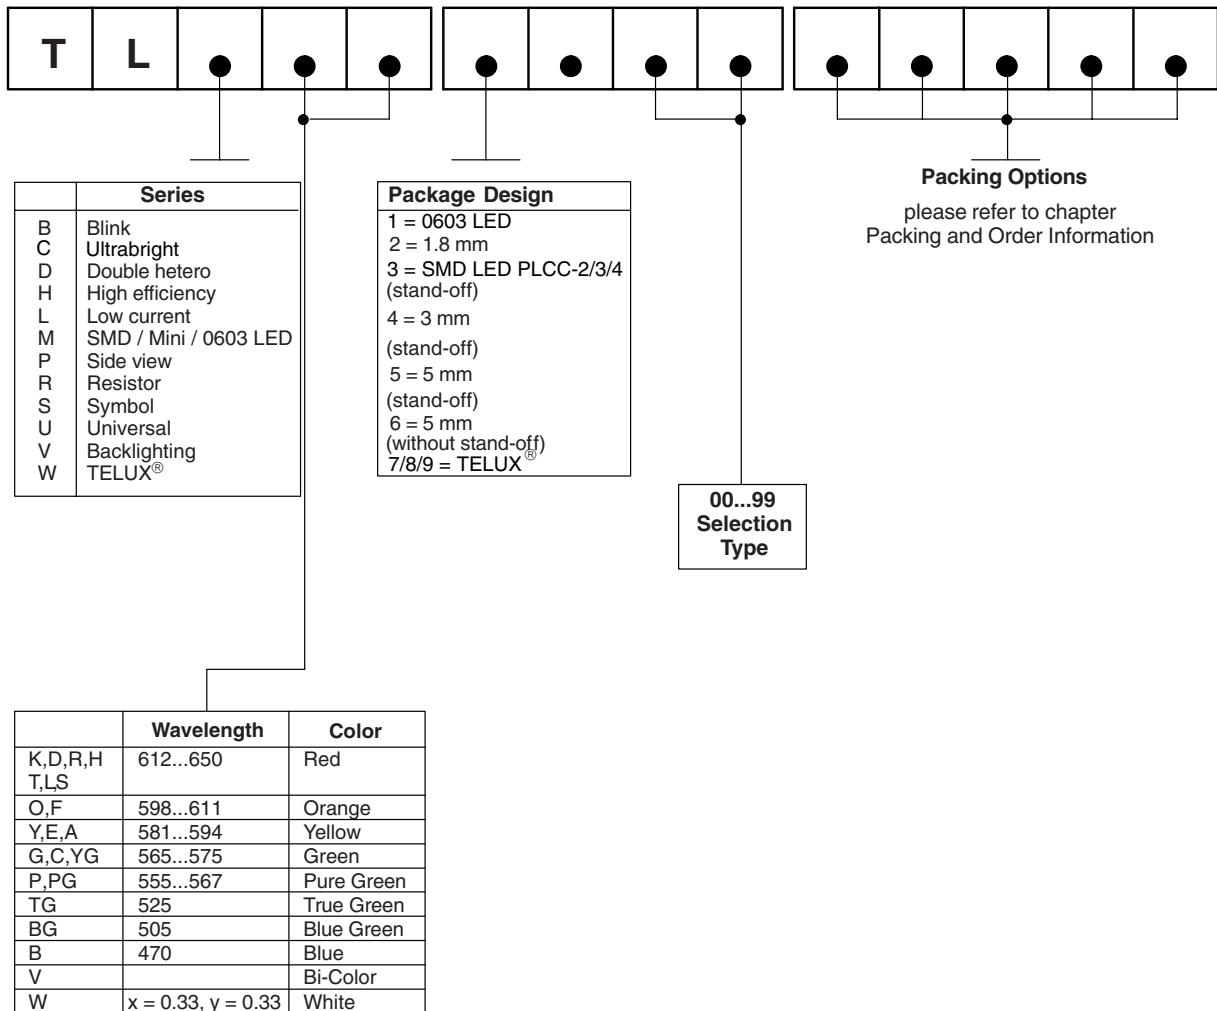 T L
Series
B Blink
C Ultrabright
D Double hetero
H High efficiency
L Low current
M SMD / Mini / 0603 LED
P Side view
R Resistor
S Symbol
U Universal
V Backlighting
W TELUX®
Package Design
1 = 0603 LED
2 = 1.8 mm
3 = SMD LED PLCC-2/3/4
(stand-off)
4 = 3 mm
(stand-off)
5 = 5 mm
(stand-off)
6 = 5 mm
(without stand-off)
7/8/9 = TELUX®
Packing Options
please refer to chapter
Packing and Order Information
00...99
Selection
Type
Wavelength Color
K,D,R,H 612...650 Red
T,L,S
O,F 598...611 Orange
Y,E,A 581...594 Yellow
G,C,YG 565...575 Green
P,PG 555...567 Pure Green
TG 525 True Green
BG 505 Blue Green
B 470 Blue
V Bi-Color
W x = 0.33, y = 0.33 White